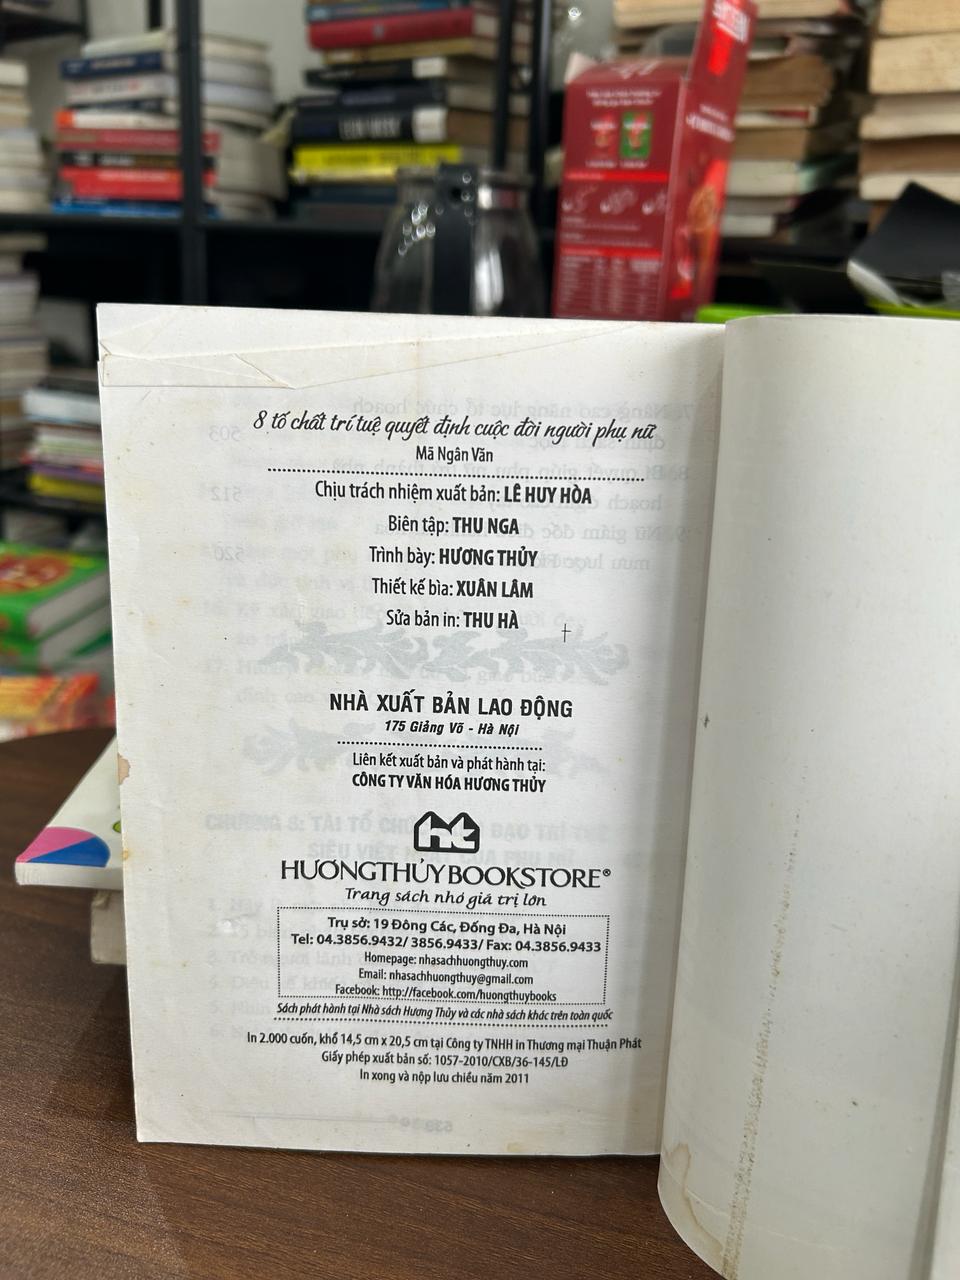 8 tố chất trí tuệ quyết định cuộc đời người phụ nữ
Mã Ngân Văn
Chịu trách nhiệm xuất bản: LÊ HUY HÒA
Biên tập: THU NGA
Trình bày: HƯƠNG THỦY
Thiết kế bìa: XUÂN LÂM
Sửa bản in: THU HÀ
NHÀ XUẤT BẢN LAO ĐỘNG
175 Giảng Võ - Hà Nội
Liên kết xuất bản và phát hành tại:
CÔNG TY VĂN HÓA HƯƠNG THỦY
ht
HƯƠNGTHỦY BOOKSTORE®
Trang sách nhỏ giá trị lớn
Trụ sở: 19 Đông Các, Đống Đa, Hà Nội
Tel: 04.3856.9432/ 3856.9433/ Fax: 04.3856.9433
Homepage: nhasachhuongthuy.com
Email: nhasachhuongthuy@gmail.com
Facebook: http://facebook.com/huongthuybooks
Sách phát hành tại Nhà sách Hương Thủy và các nhà sách khác trên toàn quốc
In 2.000 cuốn, khổ 14,5 cm x 20,5 cm tại Công ty TNHH in Thương mại Thuận Phát
Giấy phép xuất bản số: 1057-2010/CXB/36-145/LĐ
In xong và nộp lưu chiểu năm 2011